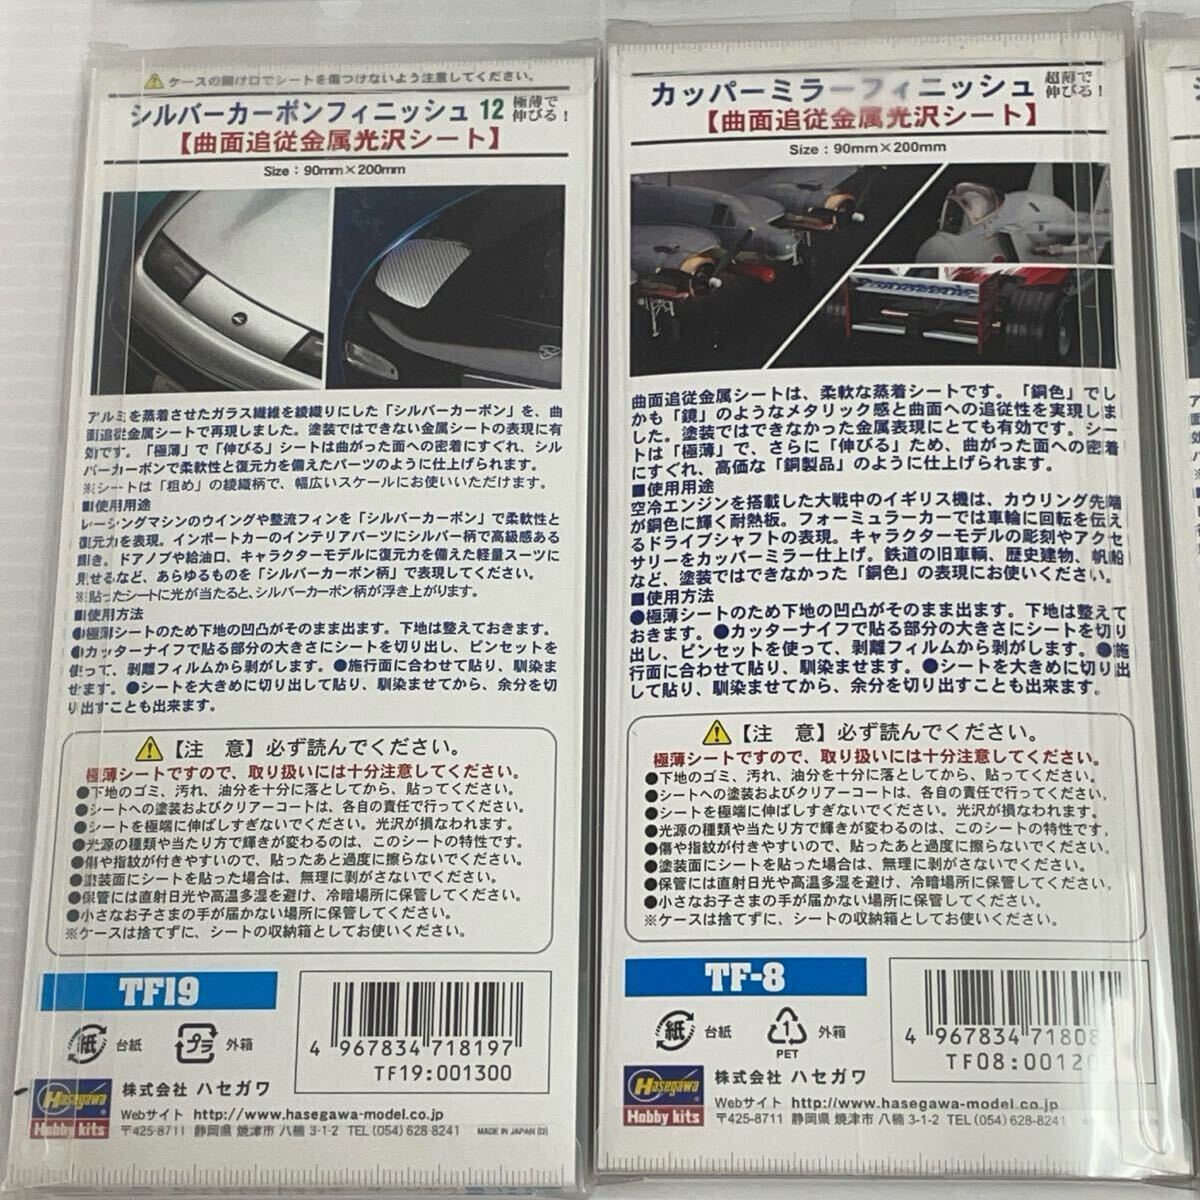 ⚠ケースの開け口でシートを傷つけないよう注意してください。
シルバーカーボンフィニッシュ 12 極薄で伸びる！
【曲面追従金属光沢シート】
Size：90mm×200mm
アルミを蒸着させたガラス繊維を綾織りにした「シルバーカーボン」を、曲
面追従金属シートで再現しました。塗装ではできない金属シートの表現に有
効です。「極薄」で「伸びる」シートは曲がった面への密着にすぐれ、シル
バーカーボンで柔軟性と復元力を備えたパーツのように仕上げられます。
※シートは「粗め」の綾織柄で、幅広いスケールにお使いいただけます。
■使用用途
レーシングマシンのウイングや整流フィンを「シルバーカーボン」で柔軟性と
復元力を表現。インポートカーのインテリアパーツにシルバー柄で高級感ある
輝き。ドアノブや給油口、キャラクターモデルに復元力を備えた軽量スーツに
見せるなど、あらゆるものを「シルバーカーボン柄」で表現してください。
※貼ったシートに光が当たると、シルバーカーボン柄が浮き上がります。
■使用方法
●極薄シートのため下地の凹凸がそのまま出ます。下地は整えておきます。
●カッターナイフで貼る部分の大きさにシートを切り出し、ピンセットを
使って、剥離フィルムから剥がします。●施行面に合わせて貼り、馴染ま
せます。●シートを大きめに切り出して貼り、馴染ませてから、余分を切
り出すことも出来ます。
⚠【注　意】必ず読んでください。
極薄シートですので、取り扱いには十分注意してください。
●下地のゴミ、汚れ、油分を十分に落としてから、貼ってください。
●シートへの塗装およびクリアーコートは、各自の責任で行ってください。
●シートを極端に伸ばしすぎないでください。光沢が損なわれます。
●光源の種類や当たり方で輝きが変わるのは、このシートの特性です。
●傷や指紋が付きやすいので、貼ったあと過度に擦らないでください。
●塗装面にシートを貼った場合は、無理に剥がさないでください。
●保管には直射日光や高温多湿を避け、冷暗場所に保管してください。
●小さなお子さまの手が届かない場所に保管してください。
※ケースは捨てずに、シートの収納箱としてお使いください。
TF19
紙 台紙 プラ 外箱
4 967834 718197
TF19:001300
Hasegawa
Hobby kits
株式会社 ハセガワ
Webサイト http://www.hasegawa-model.co.jp
〒425-8711 静岡県 焼津市 八楠 3-1-2 TEL(054) 628-8241 MADE IN JAPAN (D)
カッパーミラーフィニッシュ 超薄で伸びる！
【曲面追従金属光沢シート】
Size：90mm×200mm
曲面追従金属シートは、柔軟な蒸着シートです。「銅色」でし
かも「鏡」のようなメタリック感と曲面への追従性を実現しま
した。塗装ではできなかった金属表現にとても有効です。シー
トは「極薄」で、さらに「伸びる」ため、曲がった面への密着
にすぐれ、高価な「銅製品」のように仕上げられます。
■使用用途
空冷エンジンを搭載した大戦中のイギリス機は、カウリング先端
が銅色に輝く耐熱板。フォーミュラーカーでは車輪に回転を伝え
るドライブシャフトの表現。キャラクターモデルの彫刻やアクセ
サリーをカッパーミラー仕上げ。鉄道の旧車輌、歴史建物、帆船
など、塗装ではできなかった「銅色」の表現にお使いください。
■使用方法
●極薄シートのため下地の凹凸がそのまま出ます。下地は整えて
おきます。●カッターナイフで貼る部分の大きさにシートを切り
出し、ピンセットを使って、剥離フィルムから剥がします。●施
行面に合わせて貼り、馴染ませます。●シートを大きめに切り出
して貼り、馴染ませてから、余分を切り出すことも出来ます。
⚠【注　意】必ず読んでください。
極薄シートですので、取り扱いには十分注意してください。
●下地のゴミ、汚れ、油分を十分に落としてから、貼ってください。
●シートへの塗装およびクリアーコートは、各自の責任で行ってください。
●シートを極端に伸ばしすぎないでください。光沢が損なわれます。
●光源の種類や当たり方で輝きが変わるのは、このシートの特性です。
●傷や指紋が付きやすいので、貼ったあと過度に擦らないでください。
●塗装面にシートを貼った場合は、無理に剥がさないでください。
●保管には直射日光や高温多湿を避け、冷暗場所に保管してください。
●小さなお子さまの手が届かない場所に保管してください。
※ケースは捨てずに、シートの収納箱としてお使いください。
TF-8
紙 台紙 1 PET 外箱
4 967834 71808
TF08:00120
Hasegawa
Hobby kits
株式会社 ハセガワ
Webサイト http://www.hasegawa-model.co.jp
〒425-8711 静岡県 焼津市 八楠 3-1-2 TEL (054) 628-8241